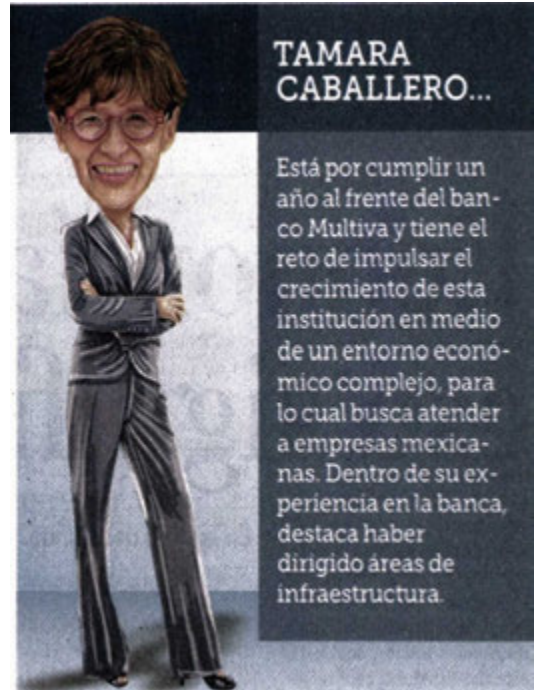 TAMARA
CABALLERO...
Está por cumplir un
año al frente del ban-
co Multiva y tiene el
reto de impulsar el
crecimiento de esta
institución en medio
de un entorno econó-
mico complejo, para
lo cual busca atender
a empresas mexica-
nas. Dentro de su ex-
periencia en la banca,
destaca haber
dirigido áreas de
infraestructura.